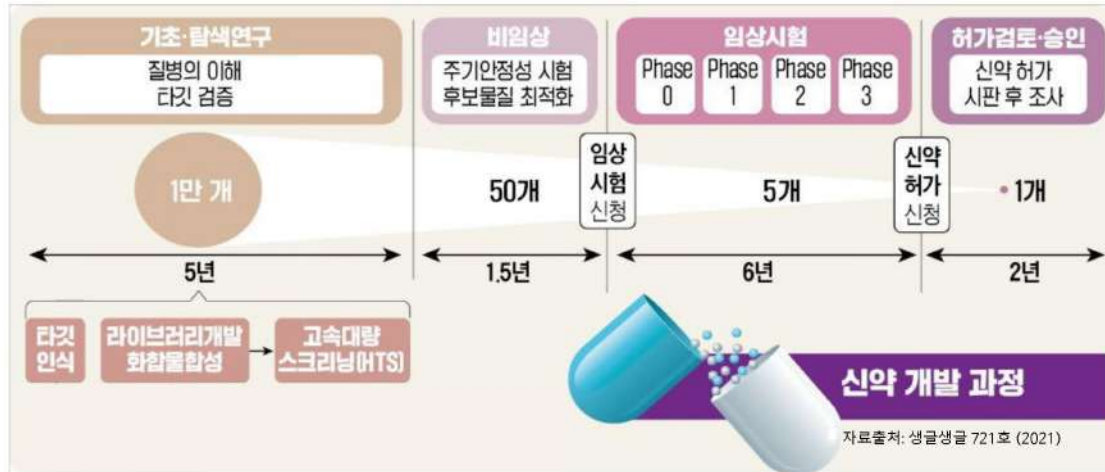 기초·탐색연구
질병의 이해
타깃 검증
비임상
주기안정성 시험
후보물질 최적화
임상시험
Phase
0
Phase
1
Phase
2
Phase
3
허가검토·승인
신약 허가
시판 후 조사
1만 개
50개
임상
시험
신청
5개
신약
허가
신청
1개
5년
1.5년
6년
2년
타깃
인식
라이브러리개발
화합물합성
고속대량
스크리닝(HTS)
신약 개발 과정
자료출처: 생글생글 721호 (2021)